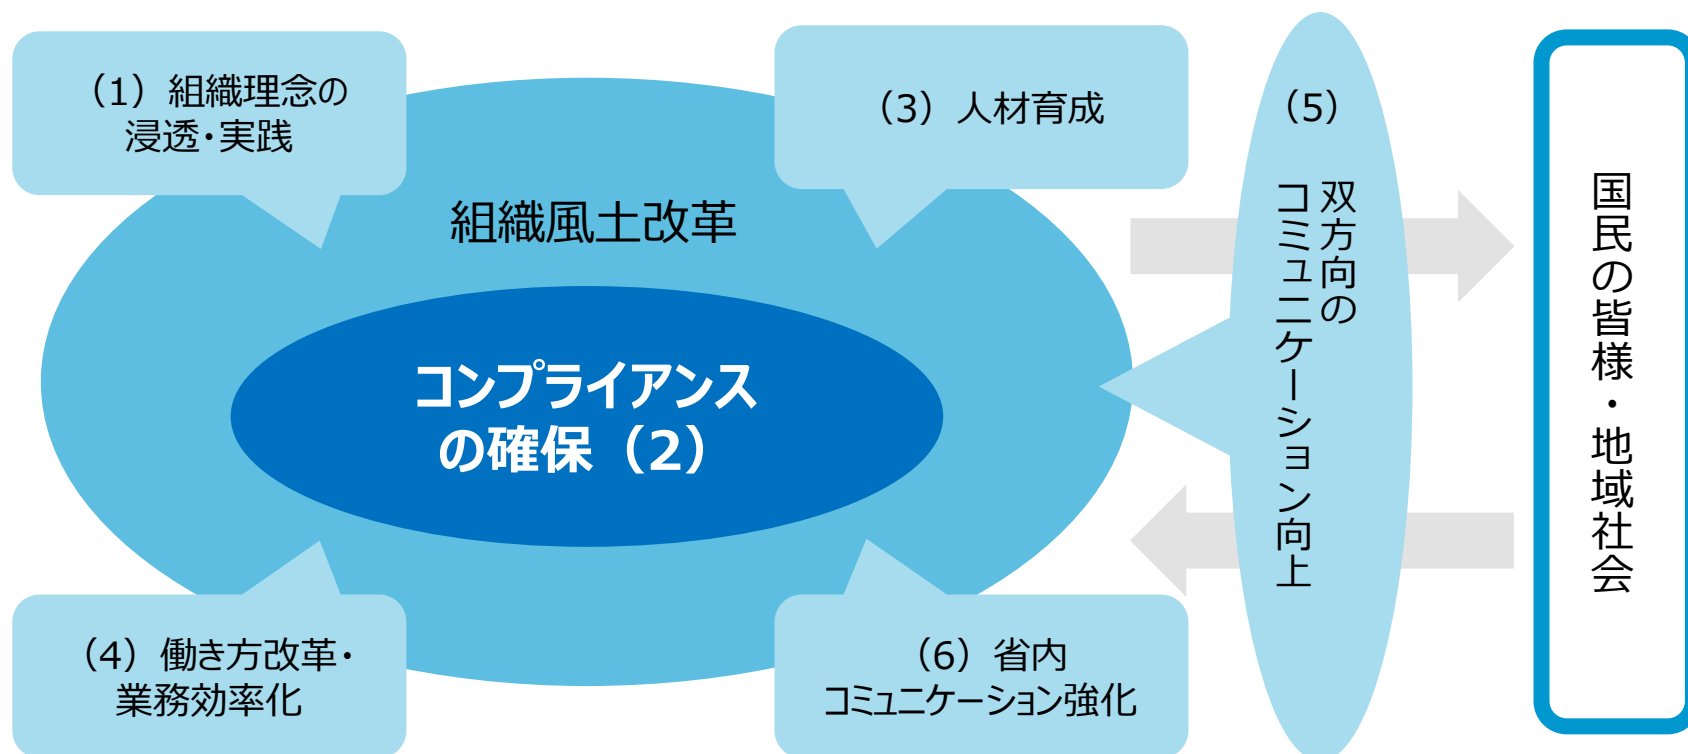 （1）組織理念の
浸透・実践
（3）人材育成
組織風土改革
コンプライアンス
の確保（2）
（4）働き方改革・
業務効率化
（6）省内
コミュニケーション強化
（5）
双方向の
コミュニケーション向上
国民の皆様・地域社会